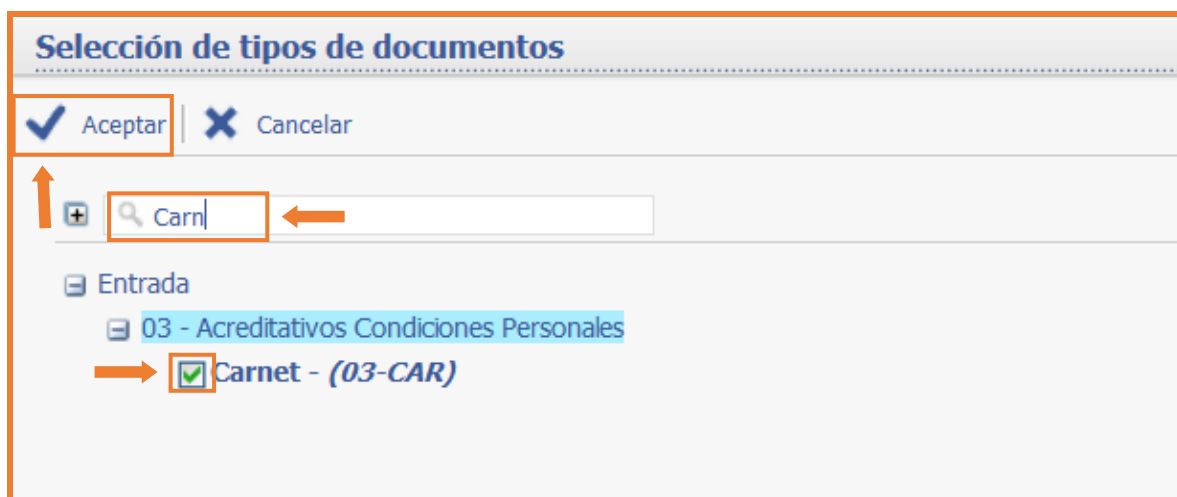 Selección de tipos de documentos
Aceptar Cancelar
Carn
Entrada
03 - Acreditativos Condiciones Personales
Carnet - (03-CAR)